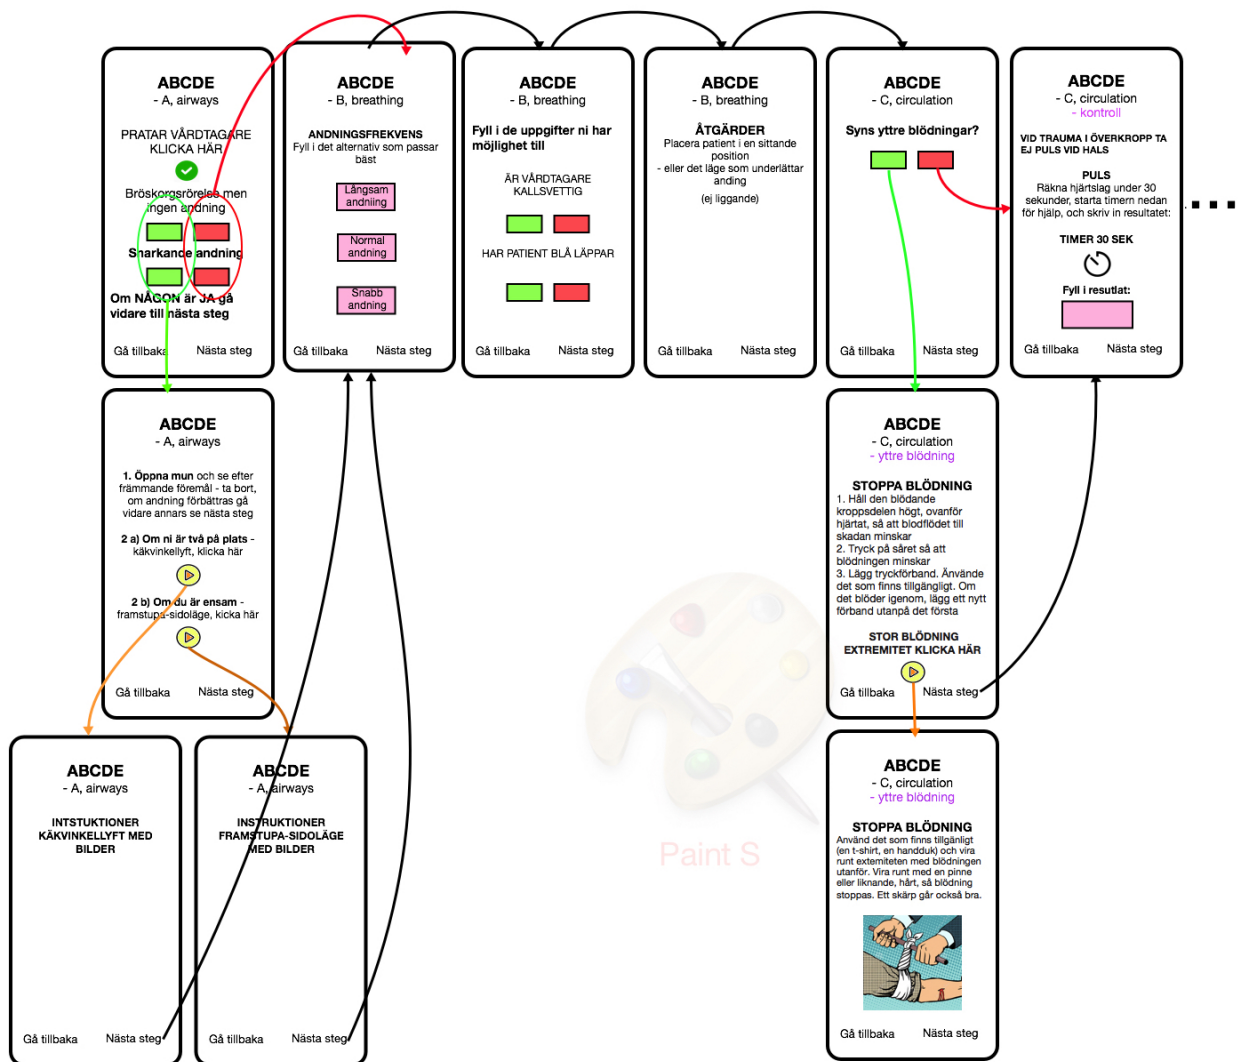 ABCDE
- A, airways
PRATAR VÅRDTAGARE
KLICKA HÄR
Bröskorgsrörelse men
ingen andning
Snarkande andning
Om NÅGON är JA gå
vidare till nästa steg
Gå tillbaka
Nästa steg
ABCDE
- B, breathing
ANDNINGSFREKVENS
Fyll i det alternativ som passar
bäst
Långsam
andniing
Normal
andning
Snabb
andning
Gå tillbaka
Nästa steg
ABCDE
- B, breathing
Fyll i de uppgifter ni har
möjlighet till
ÄR VÅRDTAGARE
KALLSVETTIG
HAR PATIENT BLÅ LÄPPAR
Gå tillbaka
Nästa steg
ABCDE
- B, breathing
ÅTGÄRDER
Placera patient i en sittande
position
- eller det läge som underlättar
anding
(ej liggande)
Gå tillbaka
Nästa steg
ABCDE
- C, circulation
Syns yttre blödningar?
Gå tillbaka
Nästa steg
ABCDE
- C, circulation
- kontroll
VID TRAUMA I ÖVERKROPP TA
EJ PULS VID HALS
PULS
Räkna hjärtslag under 30
sekunder, starta timern nedan
för hjälp, och skriv in resultatet:
TIMER 30 SEK
Fyll i resutlat:
Gå tillbaka
Nästa steg
ABCDE
- A, airways
1. Öppna mun och se efter
främmande föremål - ta bort,
om andning förbättras gå
vidare annars se nästa steg
2 a) Om ni är två på plats -
käkvinkellyft, klicka här
2 b) Om du är ensam -
framstupa-sidoläge, kicka här
Gå tillbaka
Nästa steg
ABCDE
- C, circulation
- yttre blödning
STOPPA BLÖDNING
1. Håll den blödande
kroppsdelen högt, ovanför
hjärtat, så att blodflödet till
skadan minskar
2. Tryck på såret så att
blödningen minskar
3. Lägg tryckförband. Änvände
det som finns tillgängligt. Om
det blöder igenom, lägg ett nytt
förband utanpå det första
STOR BLÖDNING
EXTREMITET KLICKA HÄR
Gå tillbaka
Nästa steg
ABCDE
- A, airways
INTSTUKTIONER
KÄKVINKELLYFT MED
BILDER
Gå tillbaka
Nästa steg
ABCDE
- A, airways
INSTRUKTIONER
FRAMSTUPA-SIDOLÄGE
MED BILDER
Gå tillbaka
Nästa steg
Paint S
ABCDE
- C, circulation
- yttre blödning
STOPPA BLÖDNING
Använd det som finns tillgänligt
(en t-shirt, en handduk) och vira
runt extemiteten med blödningen
utanför. Vira runt med en pinne
eller liknande, hårt, så blödning
stoppas. Ett skärp går också bra.
Gå tillbaka
Nästa steg